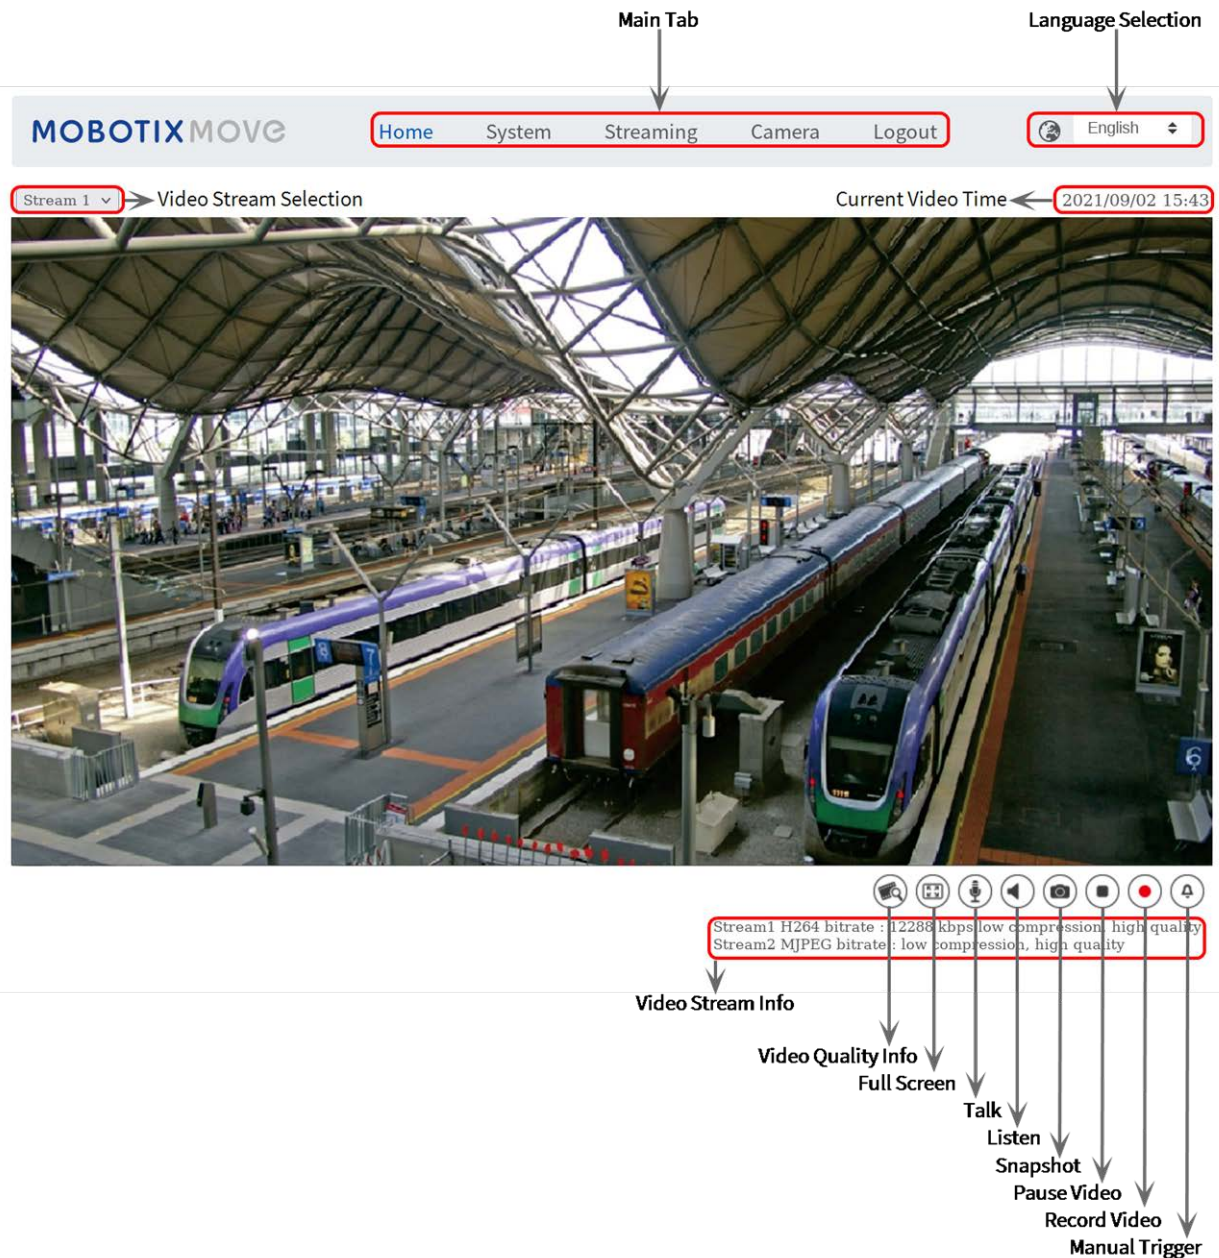 Main Tab
Language Selection
MOBOTIX MOVE
Home System Streaming Camera Logout
English
Stream 1
Video Stream Selection
Current Video Time
2021/09/02 15:43
8
7
6
Stream1 H264 bitrate : 12288 kbps low compression, high quality
Stream2 MJPEG bitrate : low compression, high quality
Video Stream Info
Video Quality Info
Full Screen
Talk
Listen
Snapshot
Pause Video
Record Video
Manual Trigger